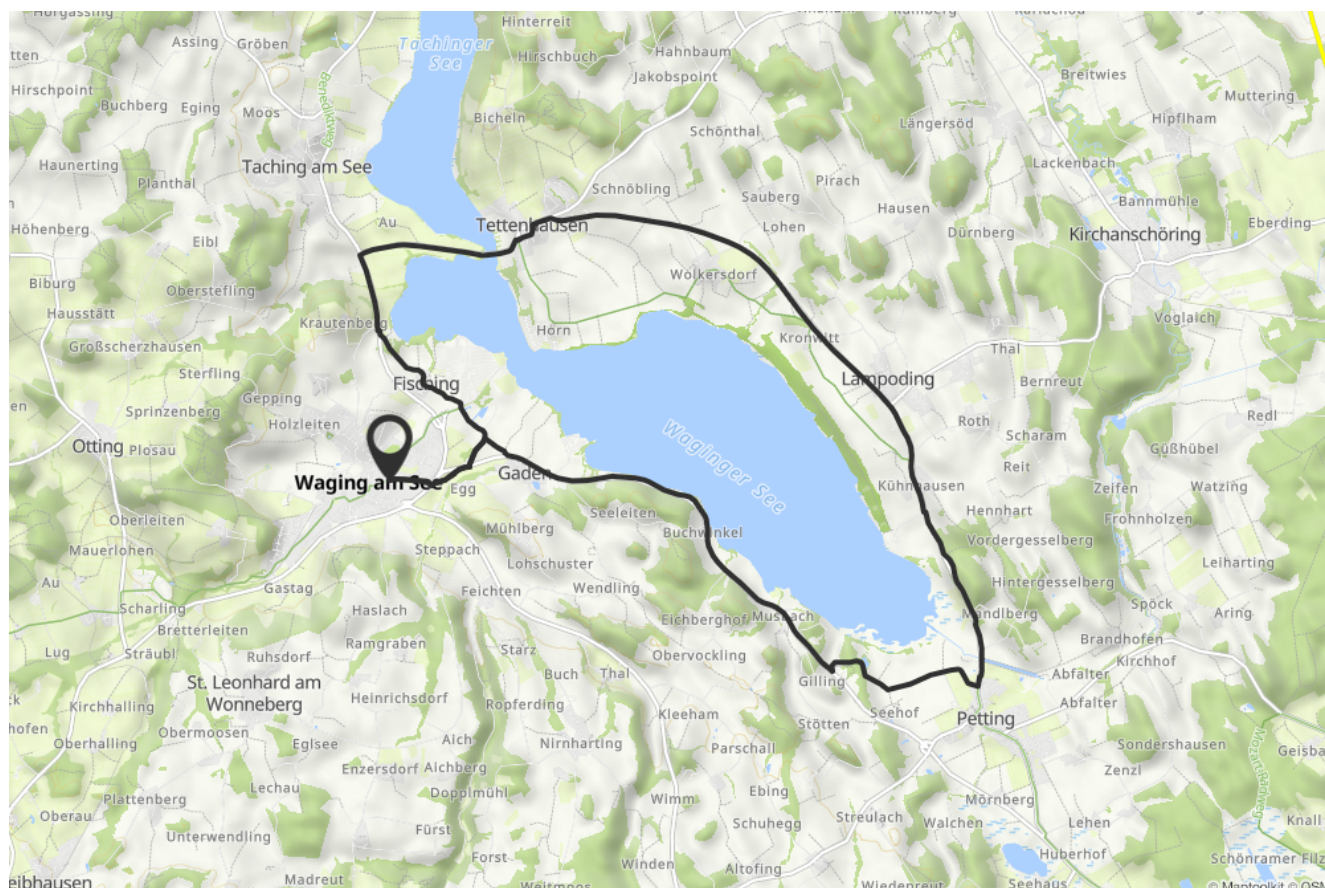 Horgassing
Assing
Gröben
Tachinger
See
Hinterreit
Hahnbaum
Hirschbuch
Jakobspoint
Breitwies
Muttering
Hirschpoint
Buchberg
Eging
Moos
Benediktweg
Bicheln
Schönthal
Längersöd
Hipflham
Haunerting
Taching am See
Planthal
Schnöbling
Sauberg
Pirach
Lackenbach
Bannmühle
Höhenberg
Eibl
Au
Tettenhausen
Lohen
Hausen
Dürnberg
Kirchanschöring
Eberding
Biburg
Oberstefling
Wolkersdorf
Hausstätt
Krautenberg
Horn
Kronwitt
Voglaich
Großscherzhausen
Thal
Sterfling
Fisching
Lampoding
Bernreut
Gepping
Sprinzenberg
Holzleiten
Roth
Redl
Otting
Plosau
Waginger See
Scharam
Güßhübel
Waging am See
Gaden
Reit
Egg
Kühnhausen
Zeifen
Watzing
Oberleiten
Mühlberg
Seeleiten
Hennhart
Frohnholzen
Mauerlohen
Steppach
Lohschuster
Buchwinkel
Vordergesselberg
Leiharting
Au
Gastag
Feichten
Wendling
Hintergesselberg
Scharling
Haslach
Eichberghof
Musbach
Mandlberg
Spöck
Aring
Bretterleiten
Ramgraben
Brandhofen
Lug
Sträubl
Ruhsdorf
Starz
Obervockling
Kirchhof
St. Leonhard am
Wonneberg
Heinrichsdorf
Buch
Thal
Gilling
Abfalter
Kirchhalling
Ropferding
Kleeham
Stötten
Seehof
Petting
Abfalter
Obermoosen
Oberhalling
Eglsee
Aich
Nirnharting
Parschall
Sondershausen
Geisba
Enzersdorf
Aichberg
Zenzl
Lechau
Dopplmühl
Ebing
Plattenberg
Wimm
Mörnberg
Mozart-Radweg
Oberau
Unterwendling
Fürst
Schuhegg
Streulach
Walchen
Lehen
Knall
Forst
Winden
Altofing
Huberhof
Schönramer Filz
eibhausen
Madreut
Weitmoos
Wiedenreut
Seehaus
© Maptoolkit © OSM